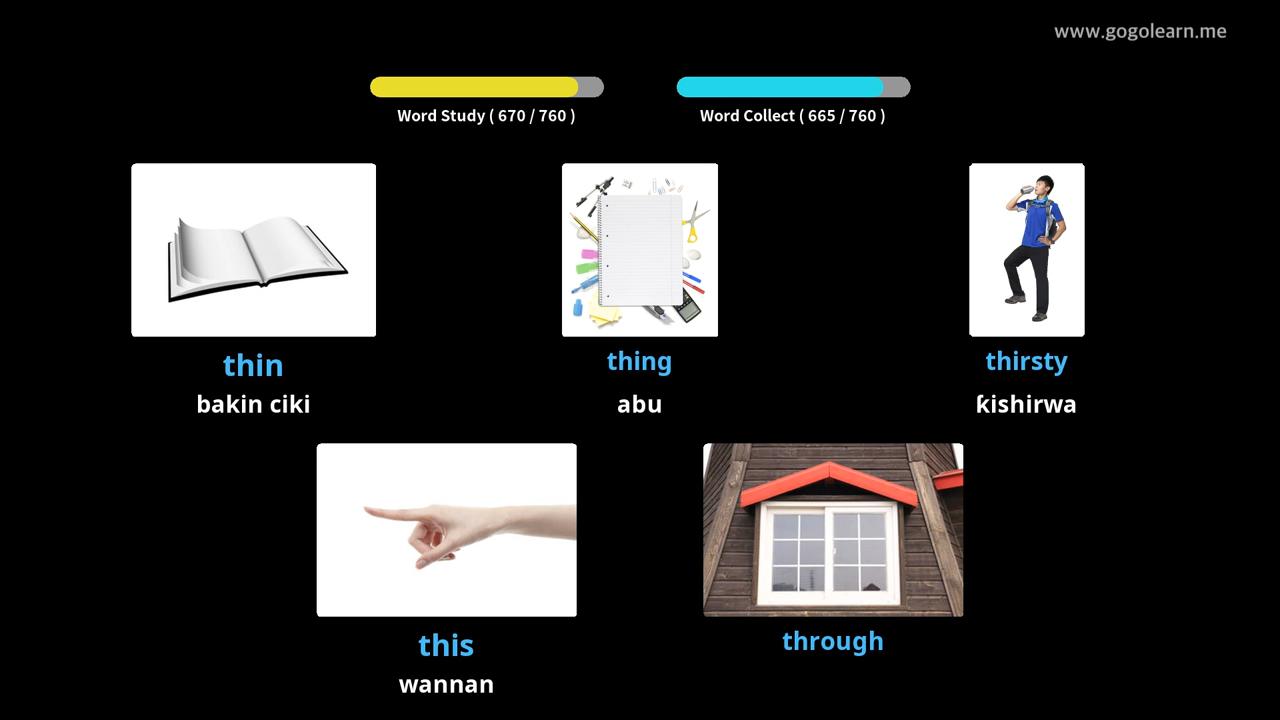 www.gogolearn.me
Word Study ( 670 / 760 )
Word Collect ( 665 / 760 )
thin
bakin ciki
thing
abu
thirsty
ƙishirwa
this
wannan
through